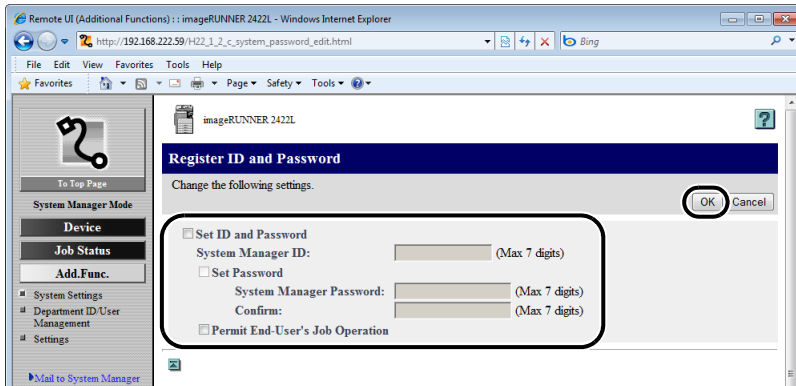 Remote UI (Additional Functions) : : imageRUNNER 2422L - Windows Internet Explorer
http://192.168.222.59/H22_1_2_c_system_password_edit.html
Bing
File Edit View Favorites Tools Help
Favorites Page Safety Tools
imageRUNNER 2422L
To Top Page
System Manager Mode
Device
Job Status
Add.Func.
System Settings
Department ID/User
Management
Settings
Mail to System Manager
Register ID and Password
Change the following settings.
OK Cancel
Set ID and Password
System Manager ID: (Max 7 digits)
Set Password
System Manager Password: (Max 7 digits)
Confirm: (Max 7 digits)
Permit End-User's Job Operation